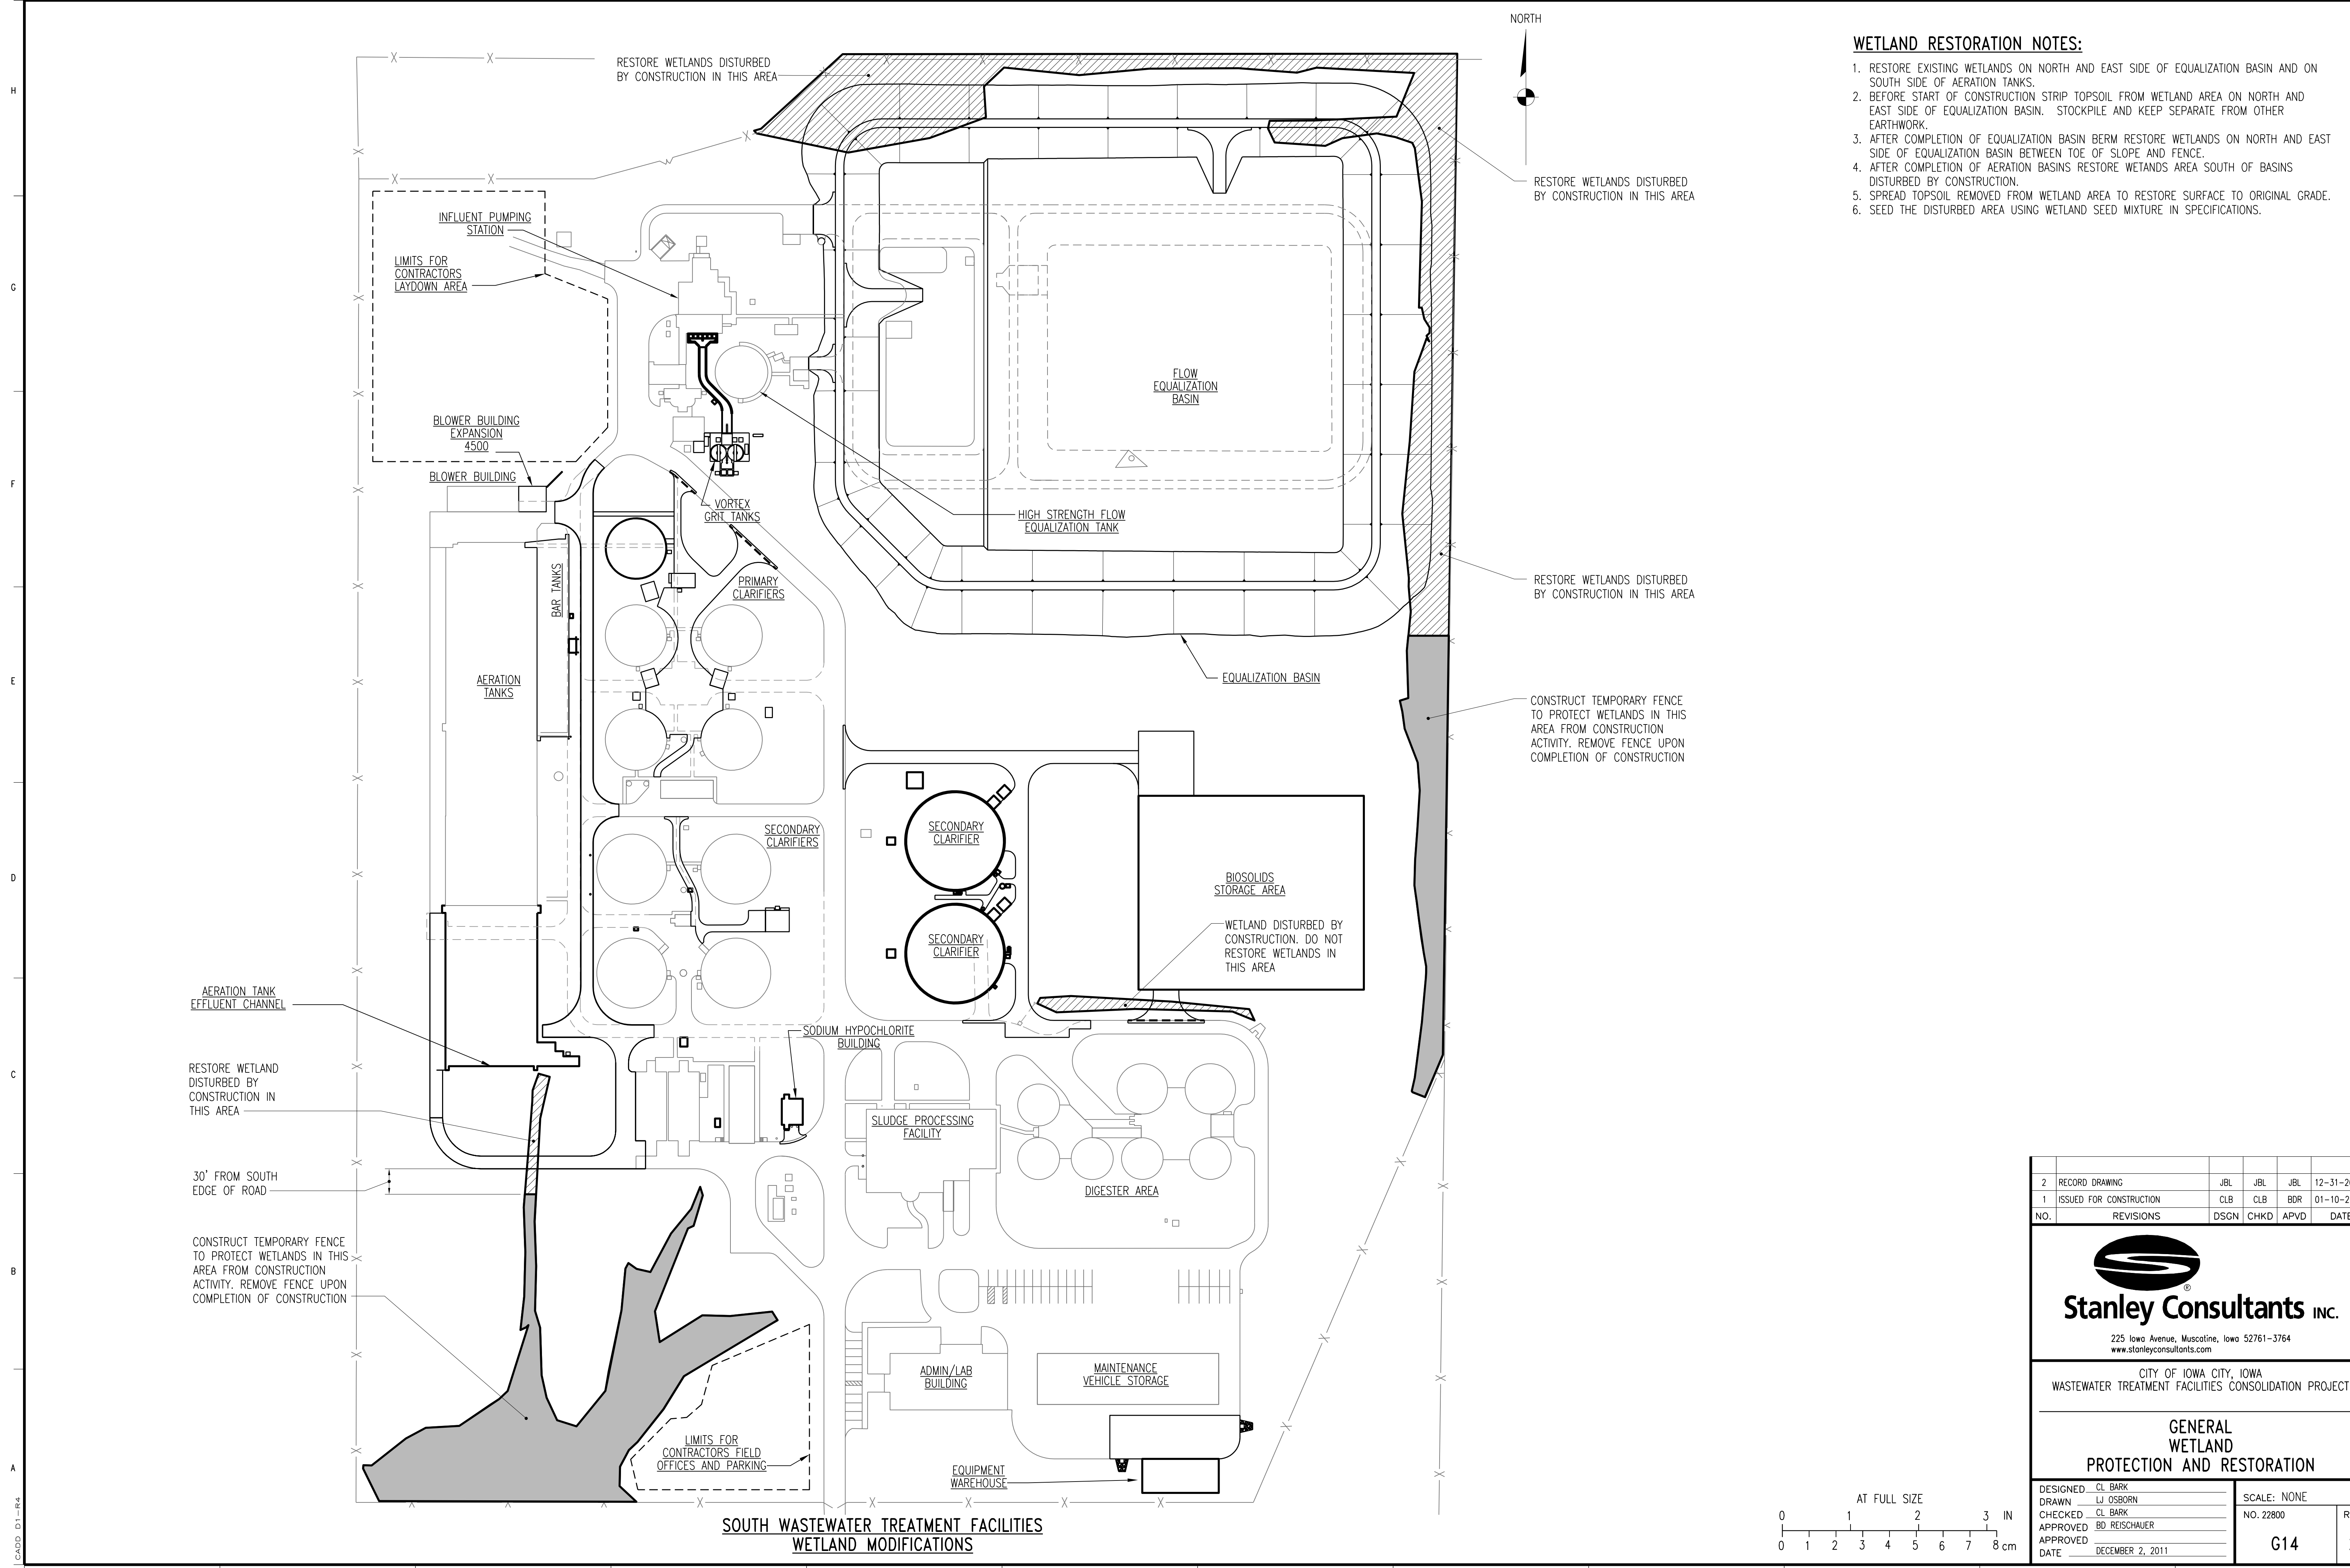 NORTH
WETLAND RESTORATION NOTES:
1. RESTORE EXISTING WETLANDS ON NORTH AND EAST SIDE OF EQUALIZATION BASIN AND ON
SOUTH SIDE OF AERATION TANKS.
2. BEFORE START OF CONSTRUCTION STRIP TOPSOIL FROM WETLAND AREA ON NORTH AND
EAST SIDE OF EQUALIZATION BASIN. STOCKPILE AND KEEP SEPARATE FROM OTHER
EARTHWORK.
3. AFTER COMPLETION OF EQUALIZATION BASIN BERM RESTORE WETLANDS ON NORTH AND EAST
SIDE OF EQUALIZATION BASIN BETWEEN TOE OF SLOPE AND FENCE.
4. AFTER COMPLETION OF AERATION BASINS RESTORE WETANDS AREA SOUTH OF BASINS
DISTURBED BY CONSTRUCTION.
5. SPREAD TOPSOIL REMOVED FROM WETLAND AREA TO RESTORE SURFACE TO ORIGINAL GRADE.
6. SEED THE DISTURBED AREA USING WETLAND SEED MIXTURE IN SPECIFICATIONS.
H
G
F
E
D
C
B
A
CADD D1-R4
RESTORE WETLANDS DISTURBED
BY CONSTRUCTION IN THIS AREA
RESTORE WETLANDS DISTURBED
BY CONSTRUCTION IN THIS AREA
INFLUENT PUMPING
STATION
LIMITS FOR
CONTRACTORS
LAYDOWN AREA
FLOW
EQUALIZATION
BASIN
BLOWER BUILDING
EXPANSION
4500
BLOWER BUILDING
VORTEX
GRIT TANKS
HIGH STRENGTH FLOW
EQUALIZATION TANK
BAR TANKS
PRIMARY
CLARIFIERS
RESTORE WETLANDS DISTURBED
BY CONSTRUCTION IN THIS AREA
AERATION
TANKS
EQUALIZATION BASIN
CONSTRUCT TEMPORARY FENCE
TO PROTECT WETLANDS IN THIS
AREA FROM CONSTRUCTION
ACTIVITY. REMOVE FENCE UPON
COMPLETION OF CONSTRUCTION
SECONDARY
CLARIFIERS
SECONDARY
CLARIFIER
BIOSOLIDS
STORAGE AREA
SECONDARY
CLARIFIER
WETLAND DISTURBED BY
CONSTRUCTION. DO NOT
RESTORE WETLANDS IN
THIS AREA
AERATION TANK
EFFLUENT CHANNEL
SODIUM HYPOCHLORITE
BUILDING
RESTORE WETLAND
DISTURBED BY
CONSTRUCTION IN
THIS AREA
SLUDGE PROCESSING
FACILITY
30' FROM SOUTH
EDGE OF ROAD
DIGESTER AREA
CONSTRUCT TEMPORARY FENCE
TO PROTECT WETLANDS IN THIS
AREA FROM CONSTRUCTION
ACTIVITY. REMOVE FENCE UPON
COMPLETION OF CONSTRUCTION
ADMIN/LAB
BUILDING
MAINTENANCE
VEHICLE STORAGE
LIMITS FOR
CONTRACTORS FIELD
OFFICES AND PARKING
EQUIPMENT
WAREHOUSE
SOUTH WASTEWATER TREATMENT FACILITIES
WETLAND MODIFICATIONS
AT FULL SIZE
0 1 2 3 IN
0 1 2 3 4 5 6 7 8 cm
2 RECORD DRAWING JBL JBL JBL 12-31-2
1 ISSUED FOR CONSTRUCTION CLB CLB BDR 01-10-2
NO. REVISIONS DSGN CHKD APVD DATE
Stanley Consultants INC.
®
225 Iowa Avenue, Muscatine, Iowa 52761-3764
www.stanleyconsultants.com
CITY OF IOWA CITY, IOWA
WASTEWATER TREATMENT FACILITIES CONSOLIDATION PROJECT
GENERAL
WETLAND
PROTECTION AND RESTORATION
DESIGNED CL BARK
DRAWN LJ OSBORN
CHECKED CL BARK
APPROVED BD REISCHAUER
APPROVED
DATE DECEMBER 2, 2011
SCALE: NONE
NO. 22800
R
G14